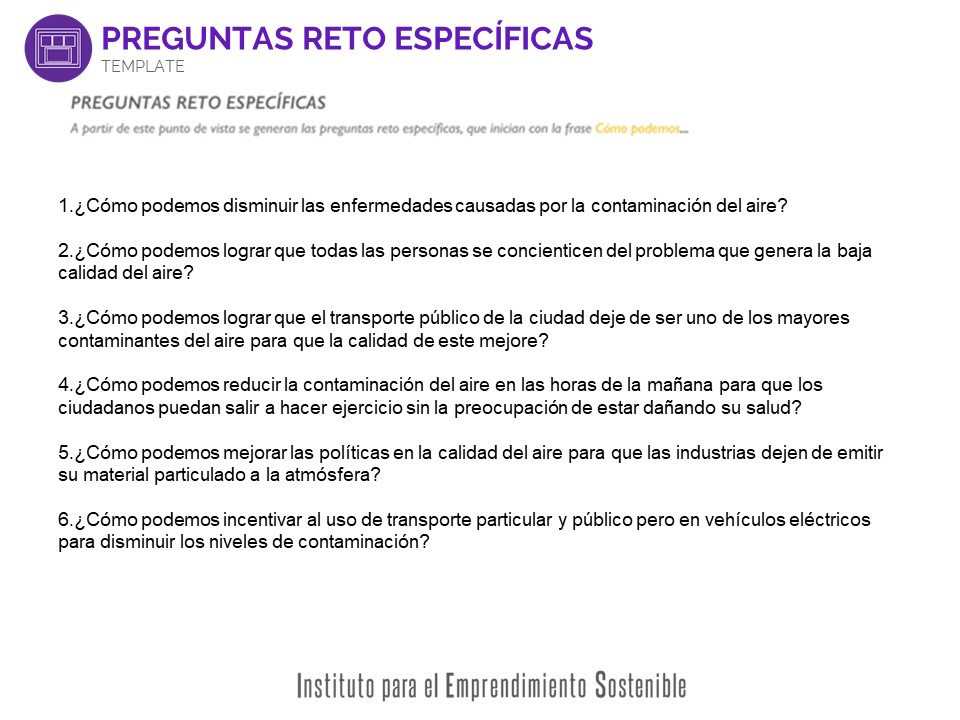 PREGUNTAS RETO ESPECÍFICAS
TEMPLATE
PREGUNTAS RETO ESPECÍFICAS
A partir de este punto de vista se generan las preguntas reto especificas, que inician con la frase Cómo podemos...
1.¿Cómo podemos disminuir las enfermedades causadas por la contaminación del aire?
2.¿Cómo podemos lograr que todas las personas se concienticen del problema que genera la baja
calidad del aire?
3.¿Cómo podemos lograr que el transporte público de la ciudad deje de ser uno de los mayores
contaminantes del aire para que la calidad de este mejore?
4.¿Cómo podemos reducir la contaminación del aire en las horas de la mañana para que los
ciudadanos puedan salir a hacer ejercicio sin la preocupación de estar dañando su salud?
5.¿Cómo podemos mejorar las políticas en la calidad del aire para que las industrias dejen de emitir
su material particulado a la atmósfera?
6.¿Cómo podemos incentivar al uso de transporte particular y público pero en vehículos eléctricos
para disminuir los niveles de contaminación?
Instituto para el Emprendimiento Sostenible